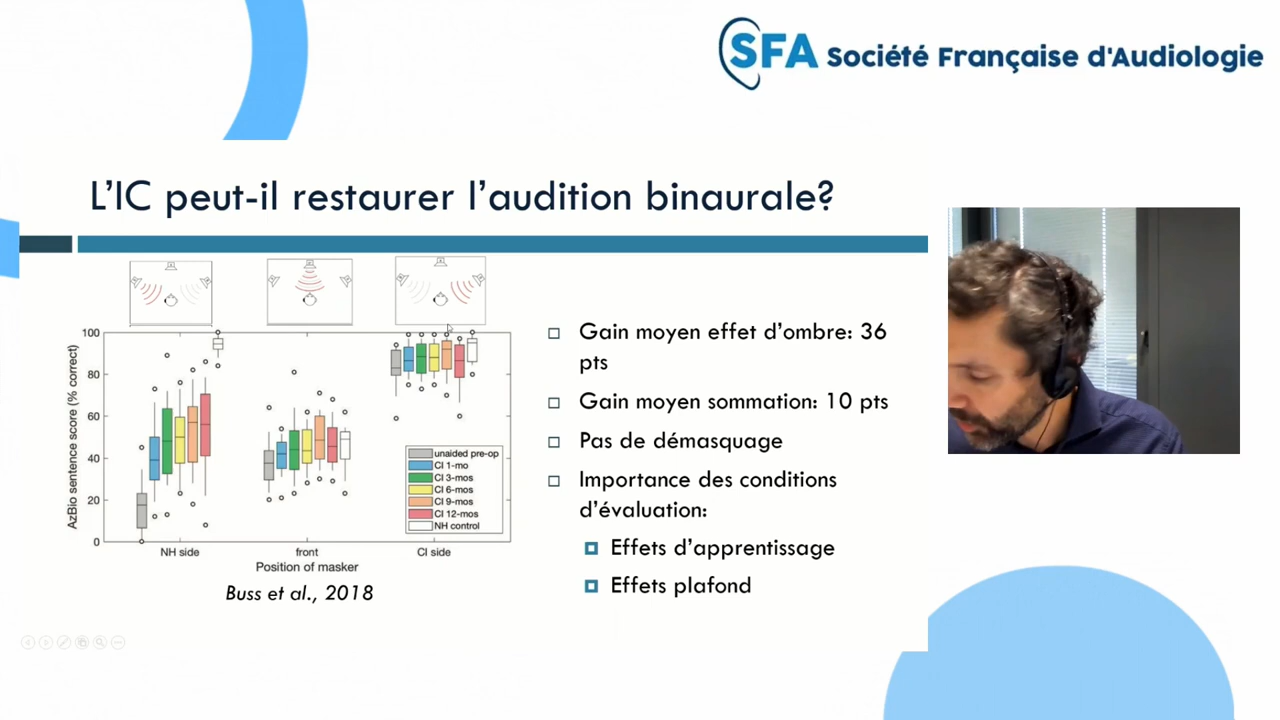 SFA Société Française d'Audiologie
L'IC peut-il restaurer l'audition binaurale?
100
80
60
40
20
0
AzBio sentence score (% correct)
unaided pre-op
CI 1-mo
CI 3-mos
CI 6-mos
CI 9-mos
CI 12-mos
NH control
NH side
front
CI side
Position of masker
Buss et al., 2018
Gain moyen effet d'ombre: 36
pts
Gain moyen sommation: 10 pts
Pas de démasquage
Importance des conditions
d'évaluation:
Effets d'apprentissage
Effets plafond